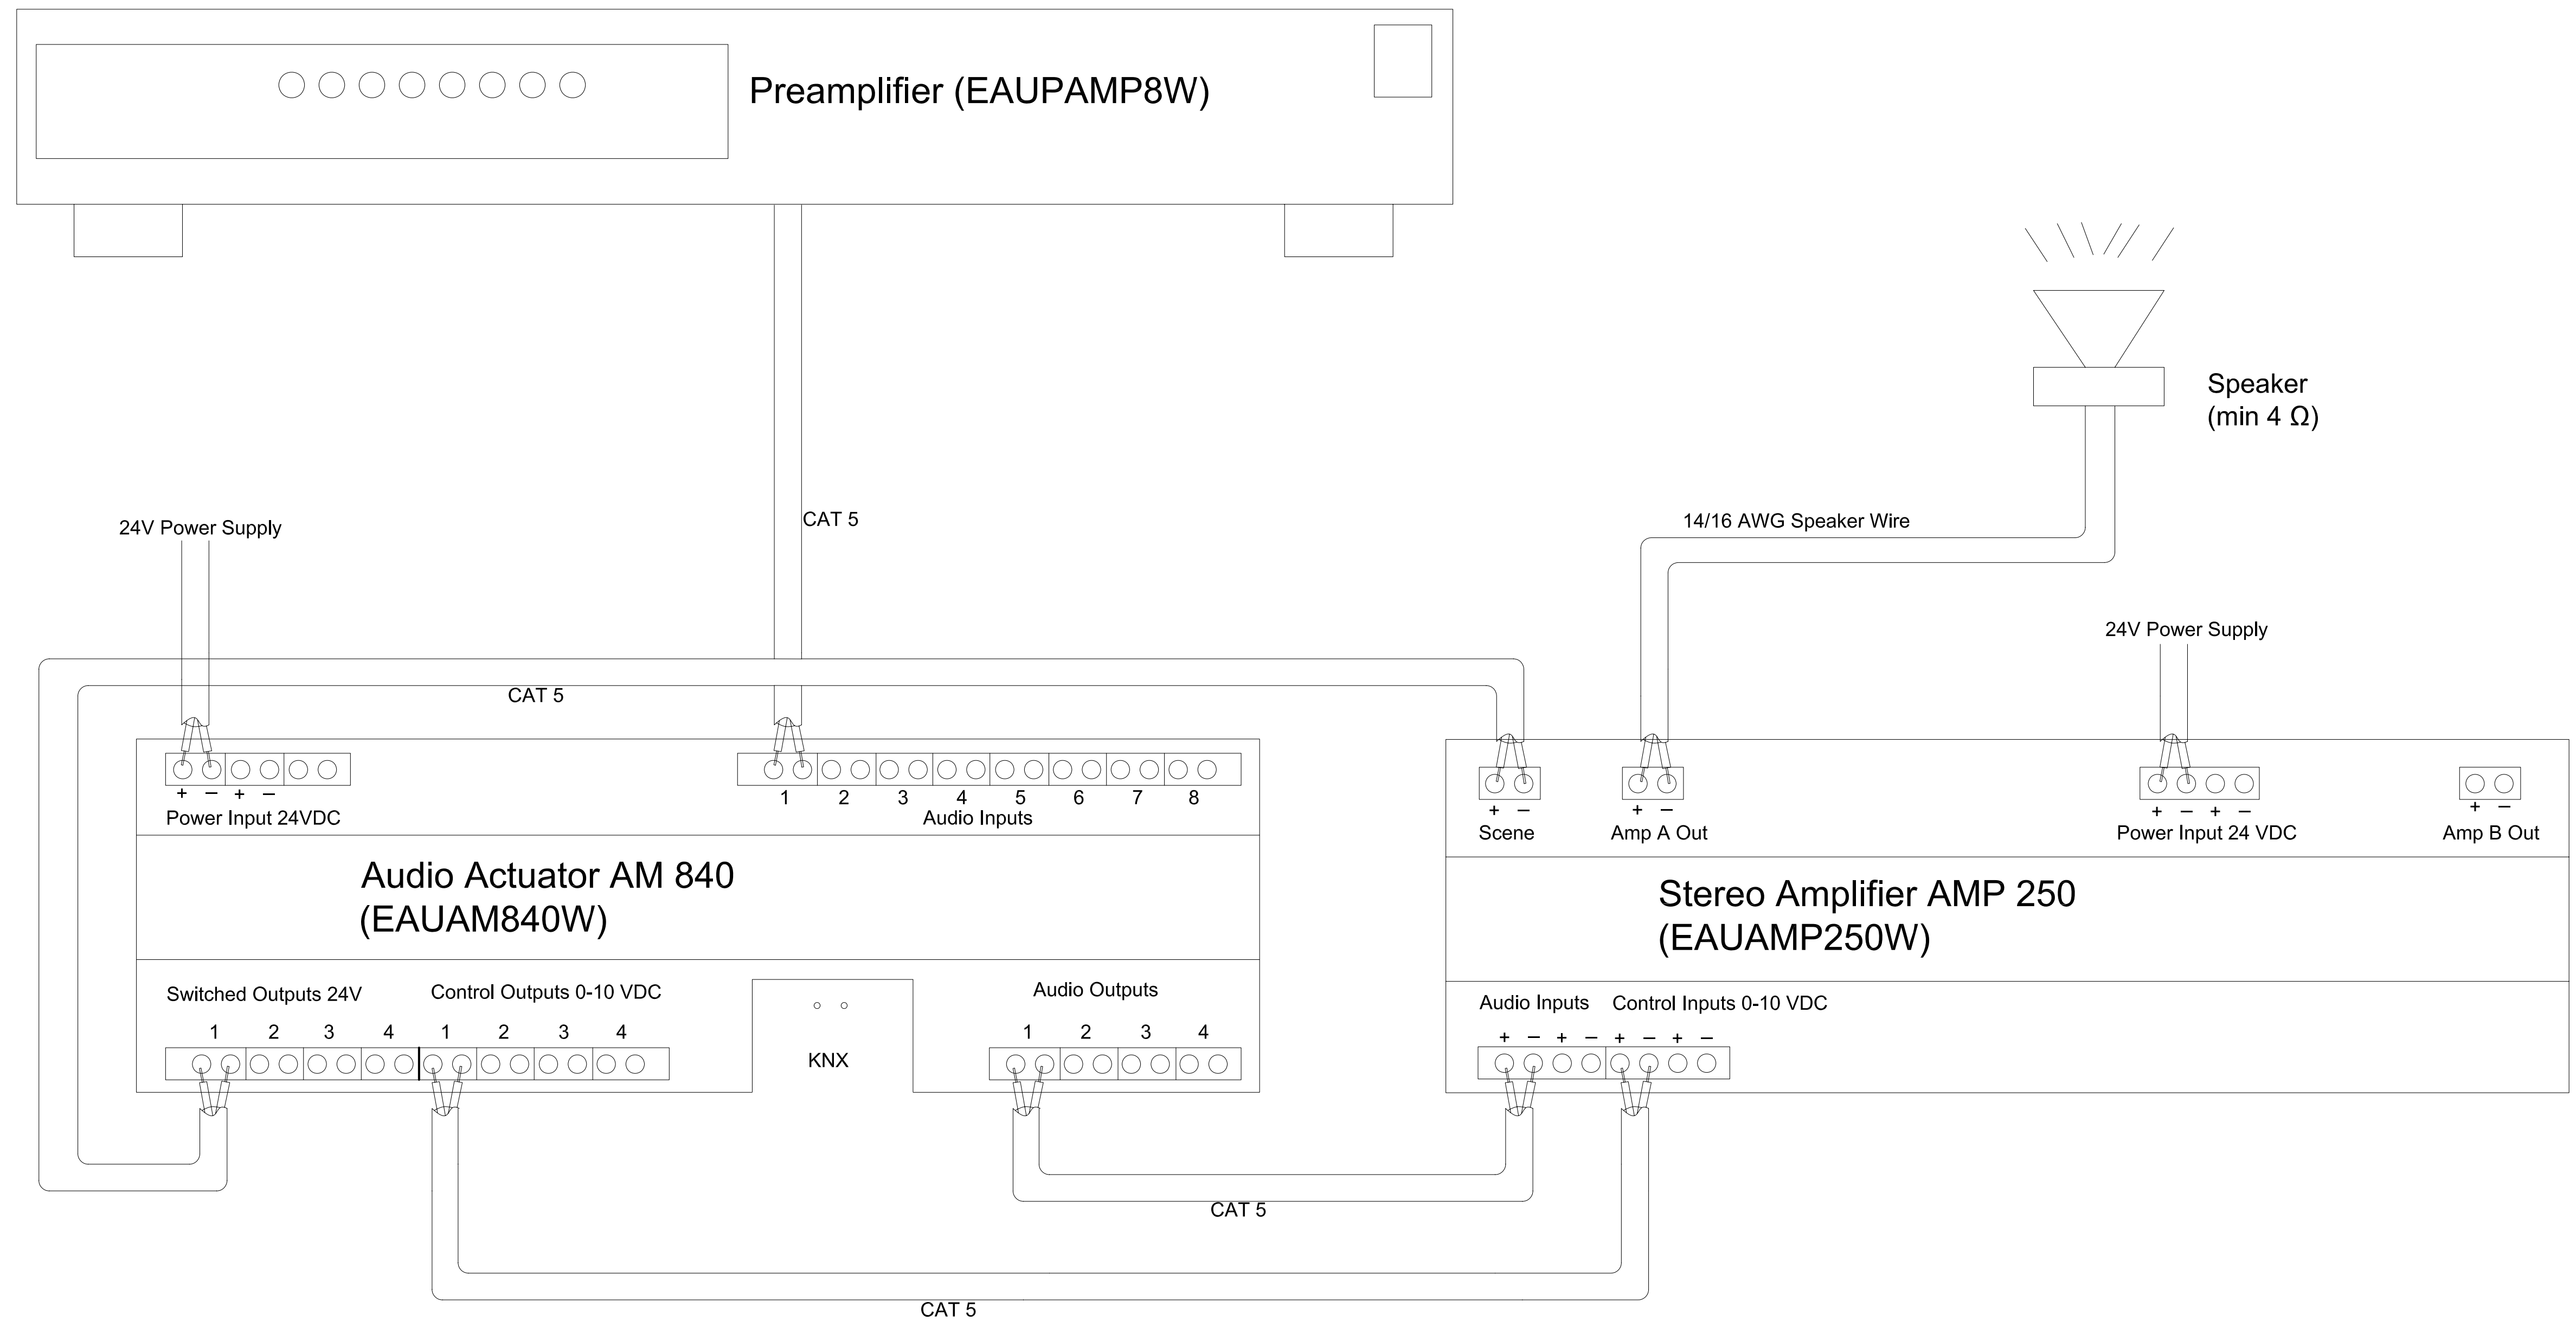 Preamplifier (EAUPAMP8W)
Speaker
(min 4 Ω)
24V Power Supply
CAT 5
14/16 AWG Speaker Wire
24V Power Supply
CAT 5
+ − + −
Power Input 24VDC
1 2 3 4 5 6 7 8
Audio Inputs
Audio Actuator AM 840
(EAUAM840W)
Switched Outputs 24V
Control Outputs 0-10 VDC
Audio Outputs
1 2 3 4 1 2 3 4
KNX
1 2 3 4
+ −
Scene
+ −
Amp A Out
+ − + −
Power Input 24 VDC
+ −
Amp B Out
Stereo Amplifier AMP 250
(EAUAMP250W)
Audio Inputs
Control Inputs 0-10 VDC
+ − + − + − + −
CAT 5
CAT 5